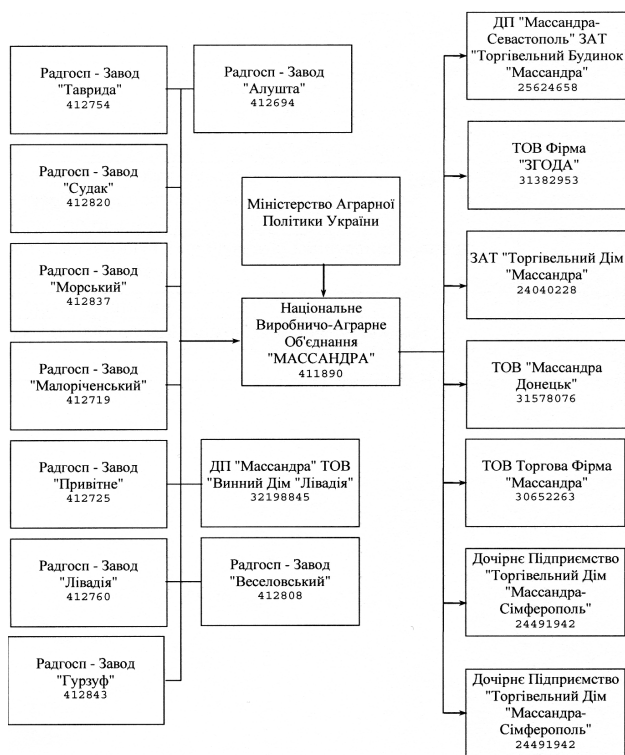 Радгосп - Завод
"Таврида"
412754
Радгосп - Завод
"Алушта"
412694
Радгосп - Завод
"Судак"
412820
Радгосп - Завод
"Морський"
412837
Радгосп - Завод
"Малоріченський"
412719
Радгосп - Завод
"Привітне"
412725
ДП "Массандра" ТОВ
"Винний Дім "Лівадія"
32198845
Радгосп - Завод
"Лівадія"
412760
Радгосп - Завод
"Веселовський"
412808
Радгосп - Завод
"Гурзуф"
412843
Міністерство Аграрної
Політики України
Національне
Виробничо-Аграрне
Об'єднання
"МАССАНДРА"
411890
ДП "Массандра-
Севастополь" ЗАТ
"Торгівельний Будинок
"Массандра"
25624658
ТОВ Фірма
"ЗГОДА"
31382953
ЗАТ "Торгівельний Дім
"Массандра"
24040228
ТОВ "Массандра
Донецьк"
31578076
ТОВ Торгова Фірма
"Массандра"
30652263
Дочірнє Підприємство
"Торгівельний Дім
"Массандра-
Сімферополь"
24491942
Дочірнє Підприємство
"Торгівельний Дім
"Массандра-
Сімферополь"
24491942